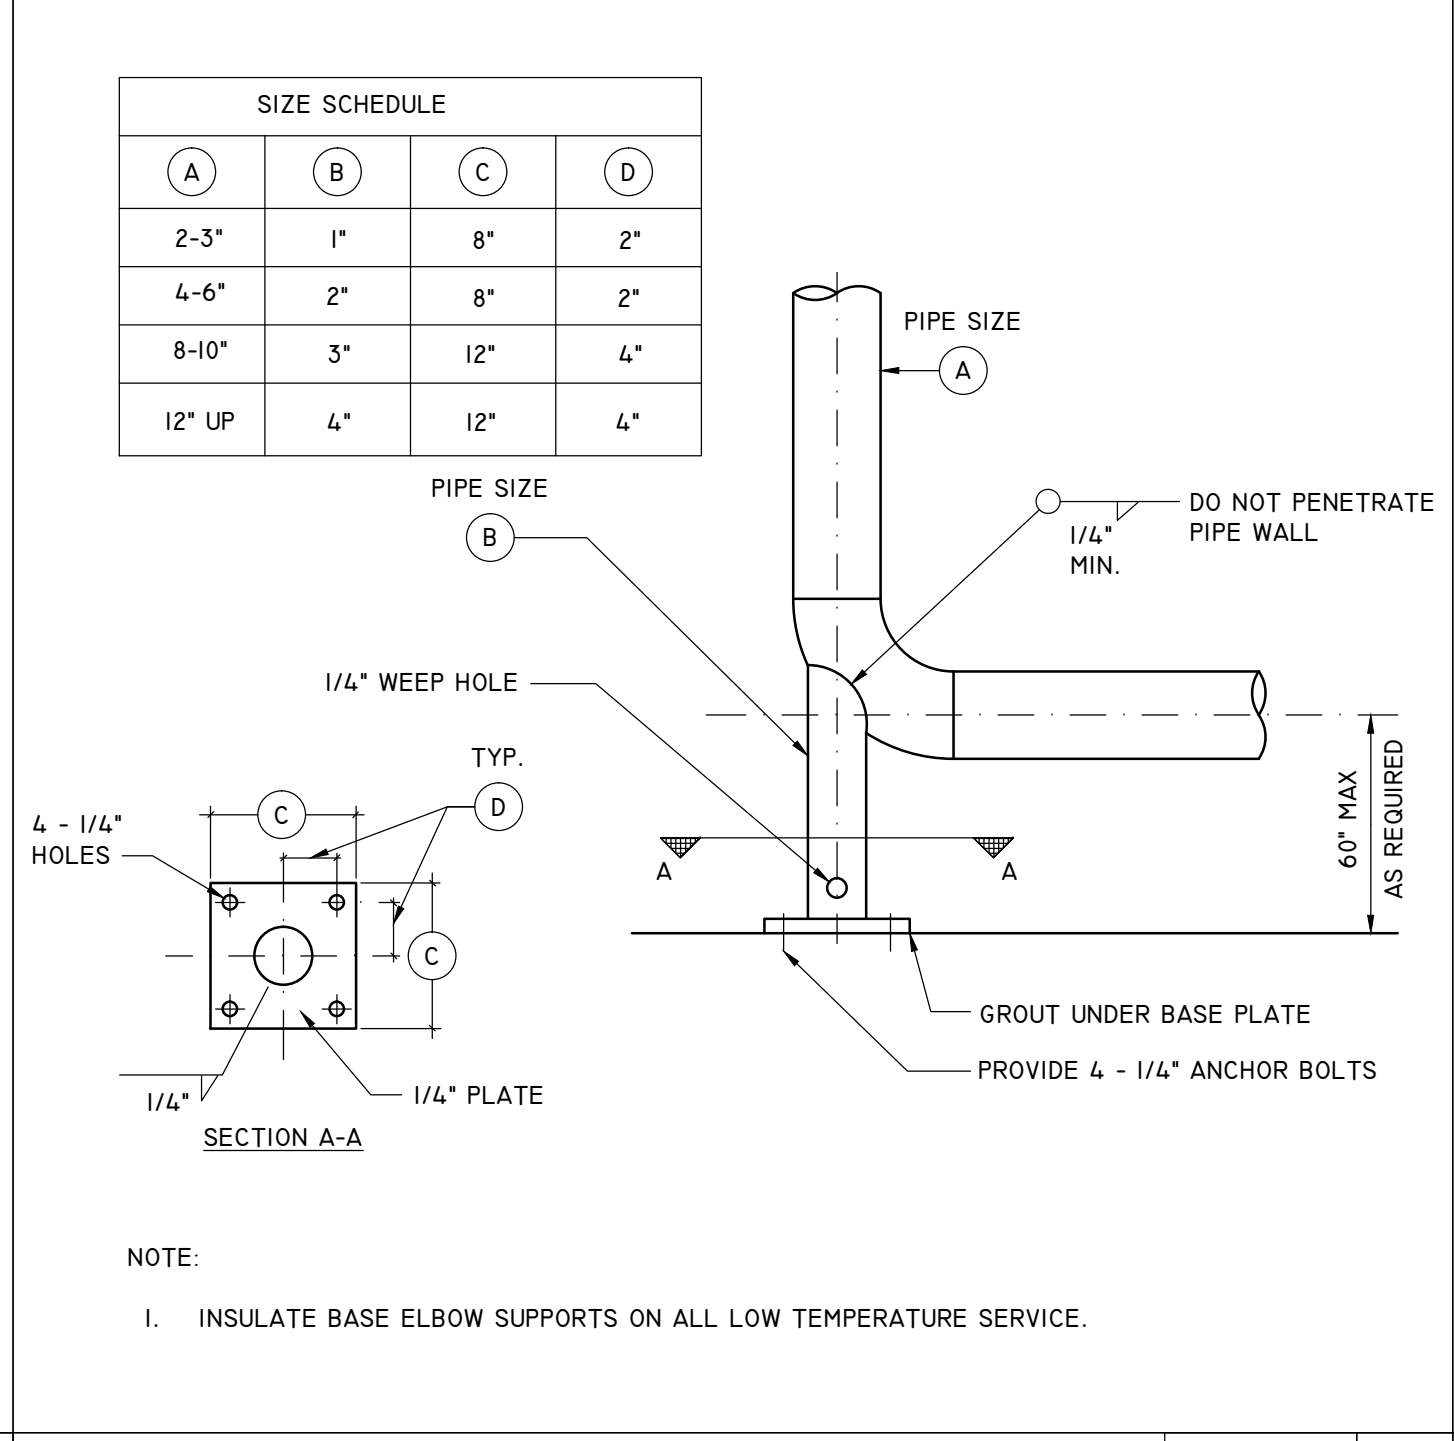 SIZE SCHEDULE
A B C D
2-3" 1" 8" 2"
4-6" 2" 8" 2"
8-10" 3" 12" 4"
12" UP 4" 12" 4"
PIPE SIZE
A
PIPE SIZE
B
DO NOT PENETRATE
PIPE WALL
1/4"
MIN.
1/4" WEEP HOLE
TYP.
D
C
4 - 1/4"
HOLES
C
A A
60" MAX
AS REQUIRED
GROUT UNDER BASE PLATE
PROVIDE 4 - 1/4" ANCHOR BOLTS
1/4"
1/4" PLATE
SECTION A-A
NOTE:
1. INSULATE BASE ELBOW SUPPORTS ON ALL LOW TEMPERATURE SERVICE.